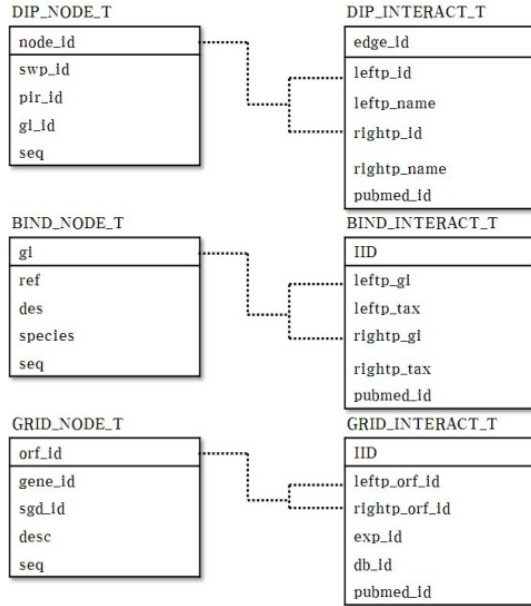 DIP_NODE_T
node_id
swp_id
pir_id
gi_id
seq
DIP_INTERACT_T
edge_id
leftp_id
leftp_name
rightp_id
rightp_name
pubmed_id
BIND_NODE_T
gi
ref
des
species
seq
BIND_INTERACT_T
IID
leftp_gi
leftp_tax
rightp_gi
rightp_tax
pubmed_id
GRID_NODE_T
orf_id
gene_id
sgd_id
desc
seq
GRID_INTERACT_T
IID
leftp_orf_id
rightp_orf_id
exp_id
db_id
pubmed_id